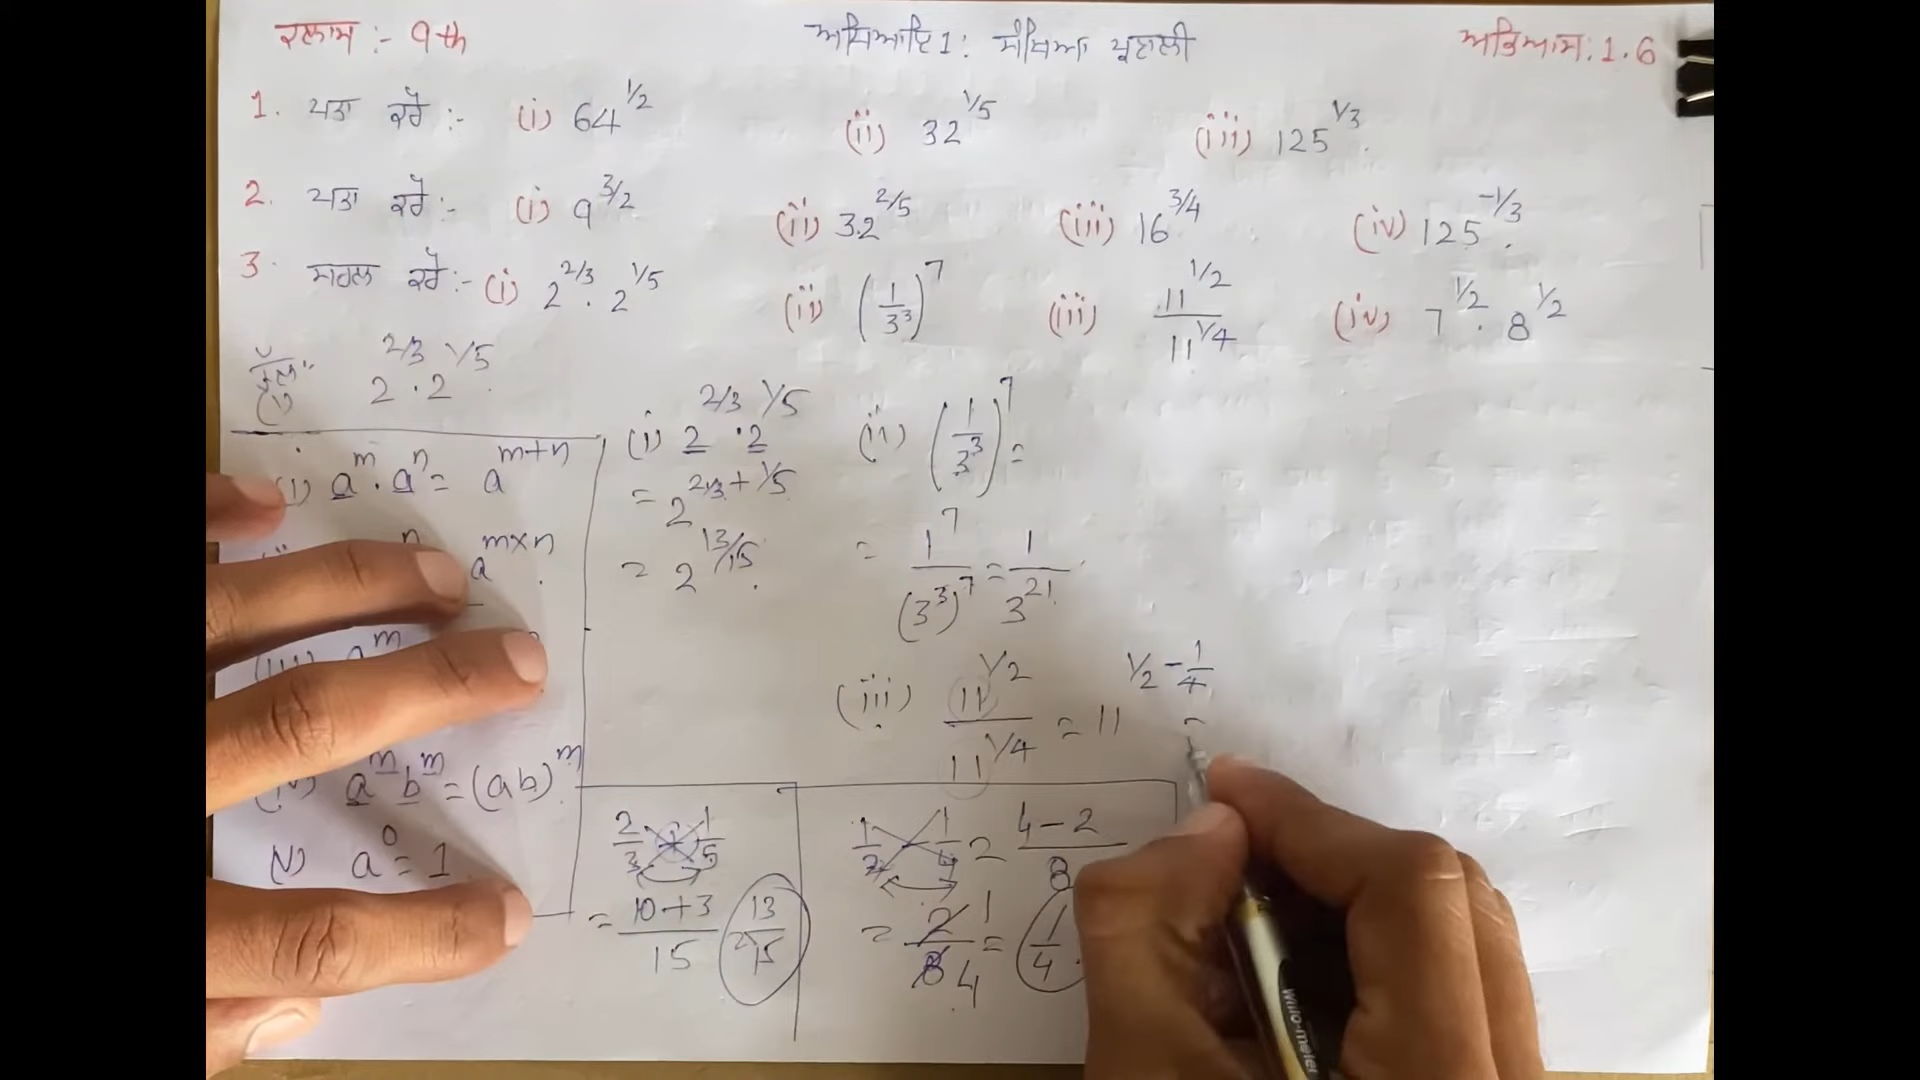 ਕਲਾਸ :- 9th ਅਧਿਆਇ 1: ਸੰਖਿਆ ਪ੍ਰਣਾਲੀ ਅਭਿਆਸ: 1.6
1. ਪਤਾ ਕਰੋ :- (i) 64^1/2 (ii) 32^1/5 (iii) 125^1/3.
2. ਪਤਾ ਕਰੋ :- (i) 9^3/2 (ii) 32^2/5 (iii) 16^3/4 (iv) 125^-1/3
3. ਸਰਲ ਕਰੋ :- (i) 2^2/3 . 2^1/5 (ii) (1/3^3)^7 (iii) 11^1/2 / 11^1/4 (iv) 7^1/2 . 8^1/2
ਹੱਲ:-
(i) 2^2/3 . 2^1/5
(i) a^m . a^n = a^m+n
a^m×n
a^m
(iv) a^m b^m = (ab)^m
(v) a^0 = 1
(i) 2^2/3 . 2^1/5
= 2^2/3 + 1/5
= 2^13/15
(ii) (1/3^3)^7 =
= 1^7/(3^3)^7 = 1/3^21
(iii) 11^1/2 / 11^1/4 = 11^1/2 - 1/4 =
2/3 + 1/5
= 10+3/15 = 13/15
1/2 - 1/4 = 4-2/8
= 2/8 1/4 = 1/4